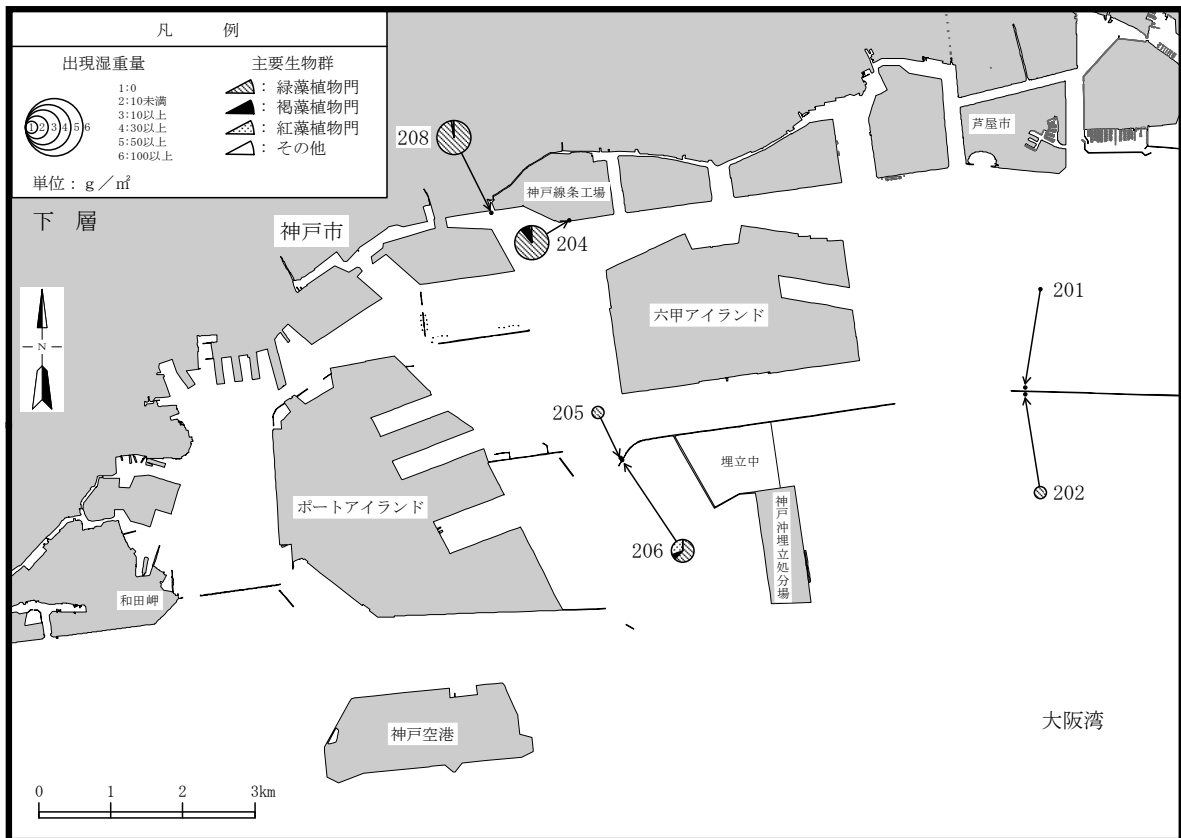 凡　例
出現湿重量
1:0
2:10未満
3:10以上
4:30以上
5:50以上
6:100以上
1 2 3 4 5 6
単位：g／㎡
主要生物群
： 緑藻植物門
： 褐藻植物門
： 紅藻植物門
： その他
下　層
208
神戸線条工場
芦屋市
神戸市
204
201
N
六甲アイランド
205
埋立中
202
ポートアイランド
神戸沖埋立処分場
206
和田岬
大阪湾
神戸空港
0 1 2 3km